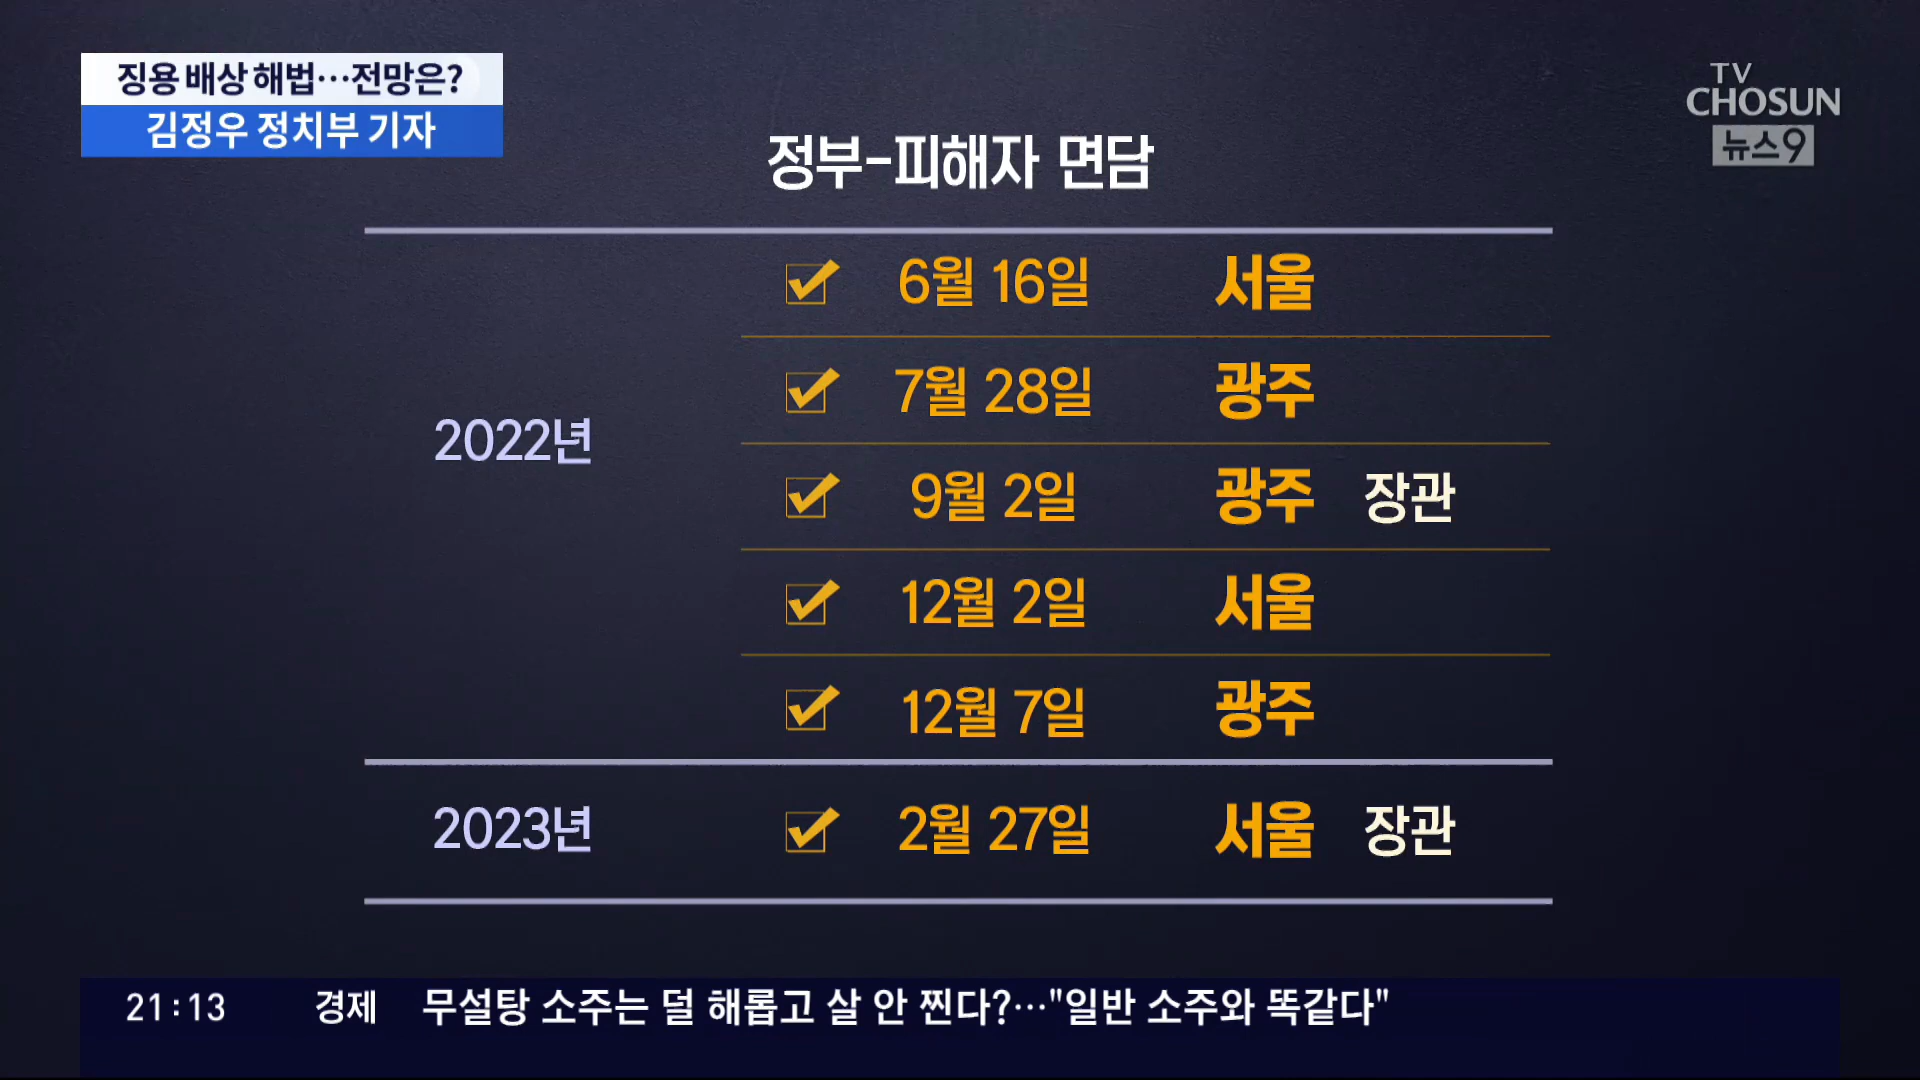 징용 배상 해법…전망은?
김정우 정치부 기자
TV
CHOSUN
뉴스9
정부-피해자 면담
2022년
6월 16일 서울
7월 28일 광주
9월 2일 광주 장관
12월 2일 서울
12월 7일 광주
2023년 2월 27일 서울 장관
21:13 경제 무설탕 소주는 덜 해롭고 살 안 찐다?…"일반 소주와 똑같다"